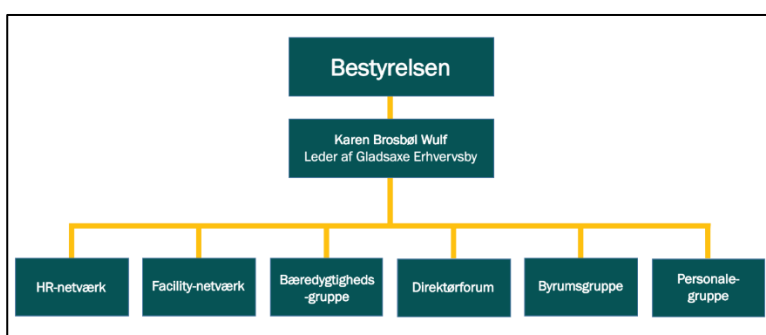 Bestyrelsen
Karen Brosbøl Wulf
Leder af Gladsaxe Erhvervsby
HR-netværk
Facility-netværk
Bæredygtigheds
-gruppe
Direktørforum
Byrumsgruppe
Personale-
gruppe